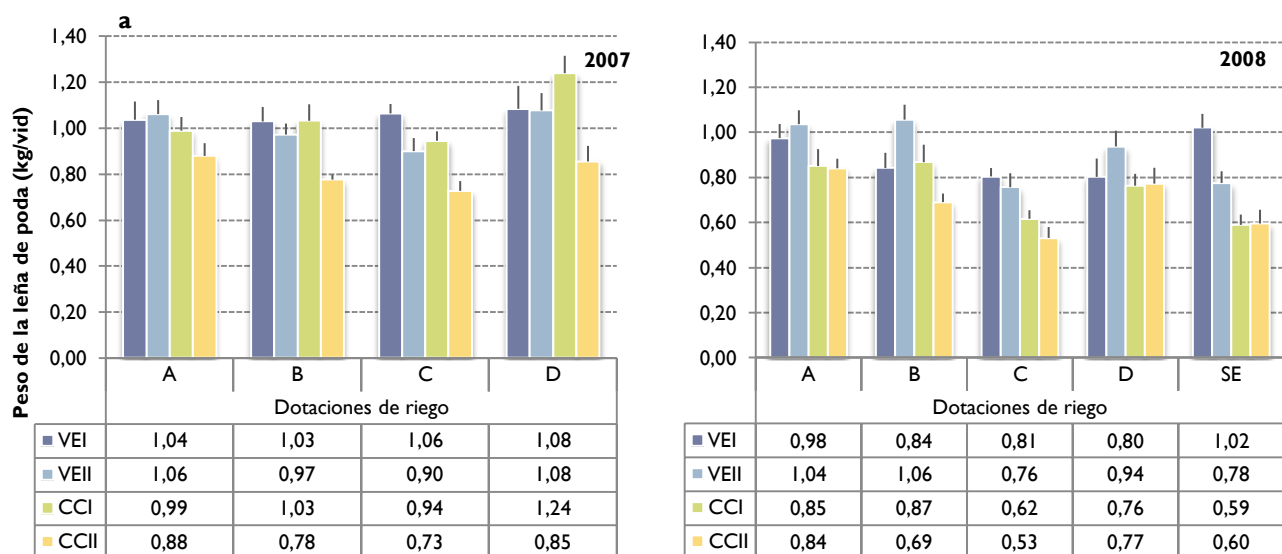 a
2007
Peso de la leña de poda (kg/vid)
1,40
1,20
1,00
0,80
0,60
0,40
0,20
0,00
A B C D
Dotaciones de riego
VEI 1,04 1,03 1,06 1,08
VEII 1,06 0,97 0,90 1,08
CCI 0,99 1,03 0,94 1,24
CCII 0,88 0,78 0,73 0,85
2008
1,40
1,20
1,00
0,80
0,60
0,40
0,20
0,00
A B C D SE
Dotaciones de riego
VEI 0,98 0,84 0,81 0,80 1,02
VEII 1,04 1,06 0,76 0,94 0,78
CCI 0,85 0,87 0,62 0,76 0,59
CCII 0,84 0,69 0,53 0,77 0,60